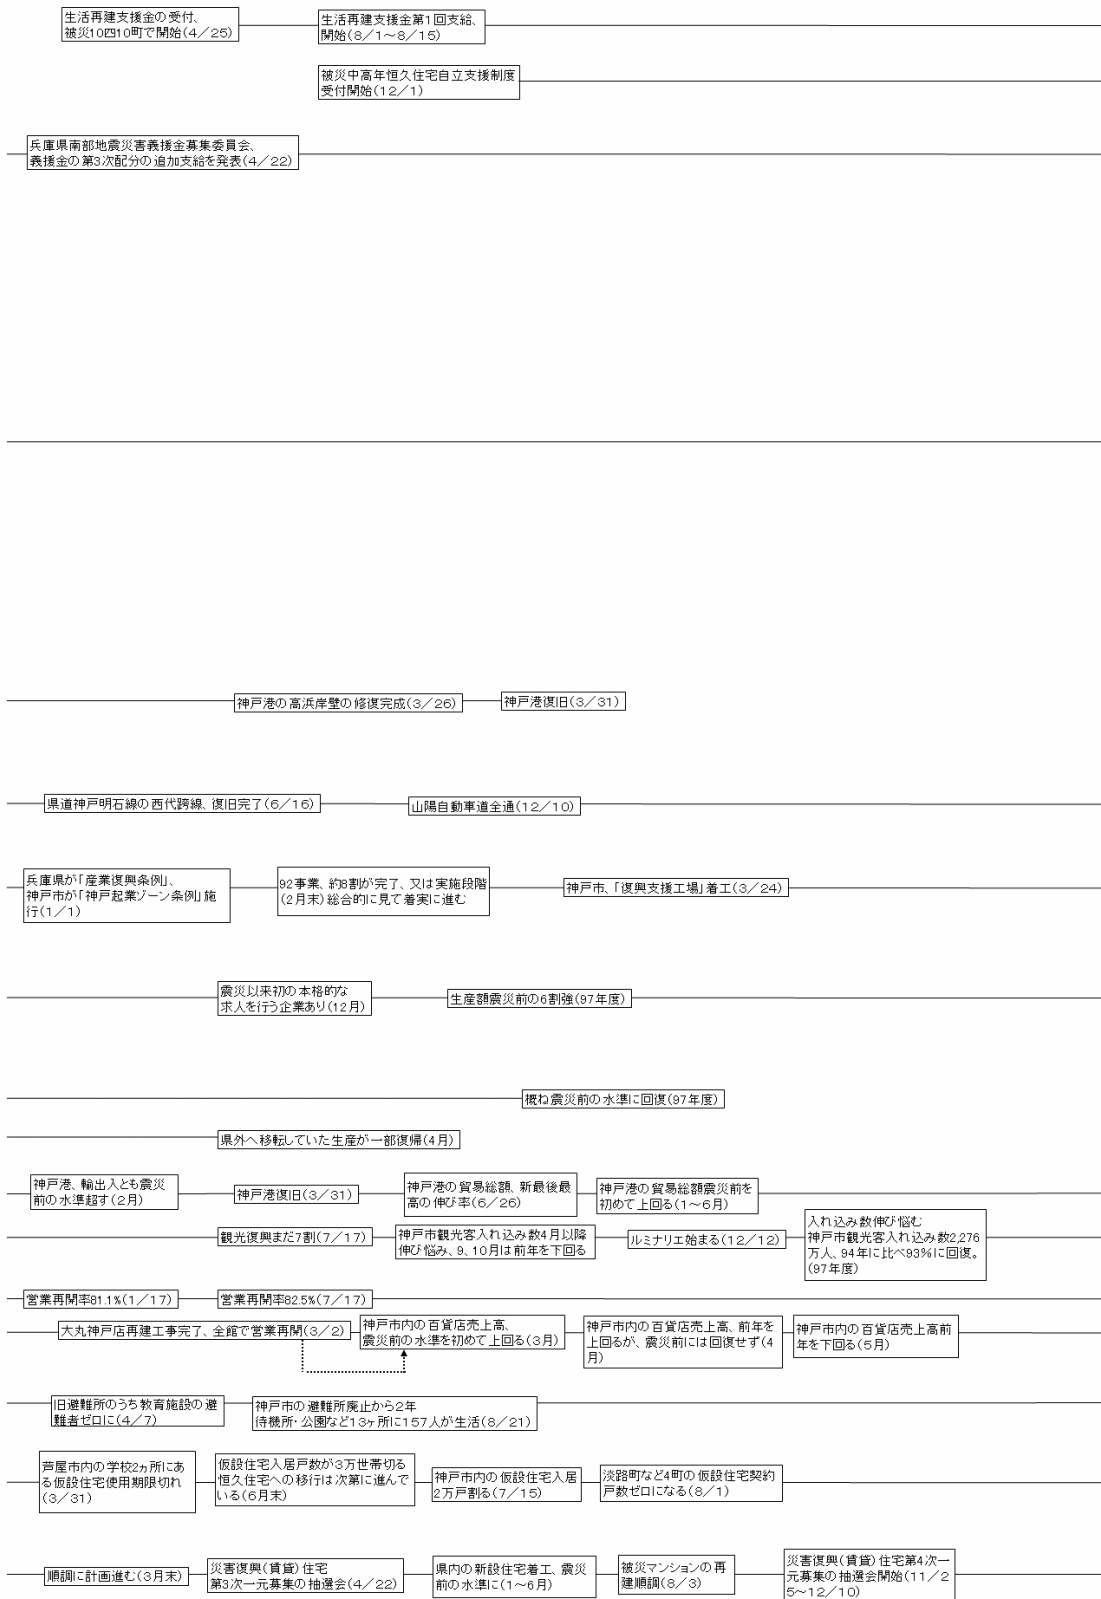 生活再建支援金の受付、
被災10四10町で開始(4／25)
生活再建支援金第1回支給、
開始(8／1～8／15)
被災中高年恒久住宅自立支援制度
受付開始(12／1)
兵庫県南部地震災害義援金募集委員会、
義援金の第3次配分の追加支給を発表(4／22)
神戸港の高浜岸壁の修復完成(3／26)
神戸港復旧(3／31)
県道神戸明石線の西代跨線、復旧完了(6／16)
山陽自動車道全通(12／10)
兵庫県が「産業復興条例」、
神戸市が「神戸起業ゾーン条例」施
行(1／1)
92事業、約8割が完了、又は実施段階
(2月末)総合的に見て着実に進む
神戸市、「復興支援工場」着工(3／24)
震災以来初の本格的な
求人を行う企業あり(12月)
生産額震災前の6割強(97年度)
概ね震災前の水準に回復(97年度)
県外へ移転していた生産が一部復帰(4月)
神戸港、輸出入とも震災
前の水準超す(2月)
神戸港復旧(3／31)
神戸港の貿易総額、新最後最
高の伸び率(6／26)
神戸港の貿易総額震災前を
初めて上回る(1～6月)
観光復興まだ7割(7／17)
神戸市観光客入れ込み数4月以降
伸び悩み、9、10月は前年を下回る
ルミナリエ始まる(12／12)
入れ込み数伸び悩む
神戸市観光客入れ込み数2,276
万人、94年に比べ93%に回復。
(97年度)
営業再開率81.1%(1／17)
営業再開率82.5%(7／17)
大丸神戸店再建工事完了、全館で営業再開(3／2)
神戸市内の百貨店売上高、
震災前の水準を初めて上回る(3月)
神戸市内の百貨店売上高、前年を
上回るが、震災前には回復せず(4
月)
神戸市内の百貨店売上高前
年を下回る(5月)
旧避難所のうち教育施設の避
難者ゼロに(4／7)
神戸市の避難所廃止から2年
待機所・公園など13ヶ所に157人が生活(8／21)
芦屋市内の学校2ヵ所にあ
る仮設住宅使用期限切れ
(3／31)
仮設住宅入居戸数が3万世帯切る
恒久住宅への移行は次第に進んで
いる(6月末)
神戸市内の仮設住宅入居
2万戸割る(7／15)
淡路町など4町の仮設住宅契約
戸数ゼロになる(8／1)
順調に計画進む(3月末)
災害復興(賃貸)住宅
第3次一元募集の抽選会(4／22)
県内の新設住宅着工、震災
前の水準に(1～6月)
被災マンションの再
建順調(8／3)
災害復興(賃貸)住宅第4次一
元募集の抽選会開始(11／2
5～12／10)